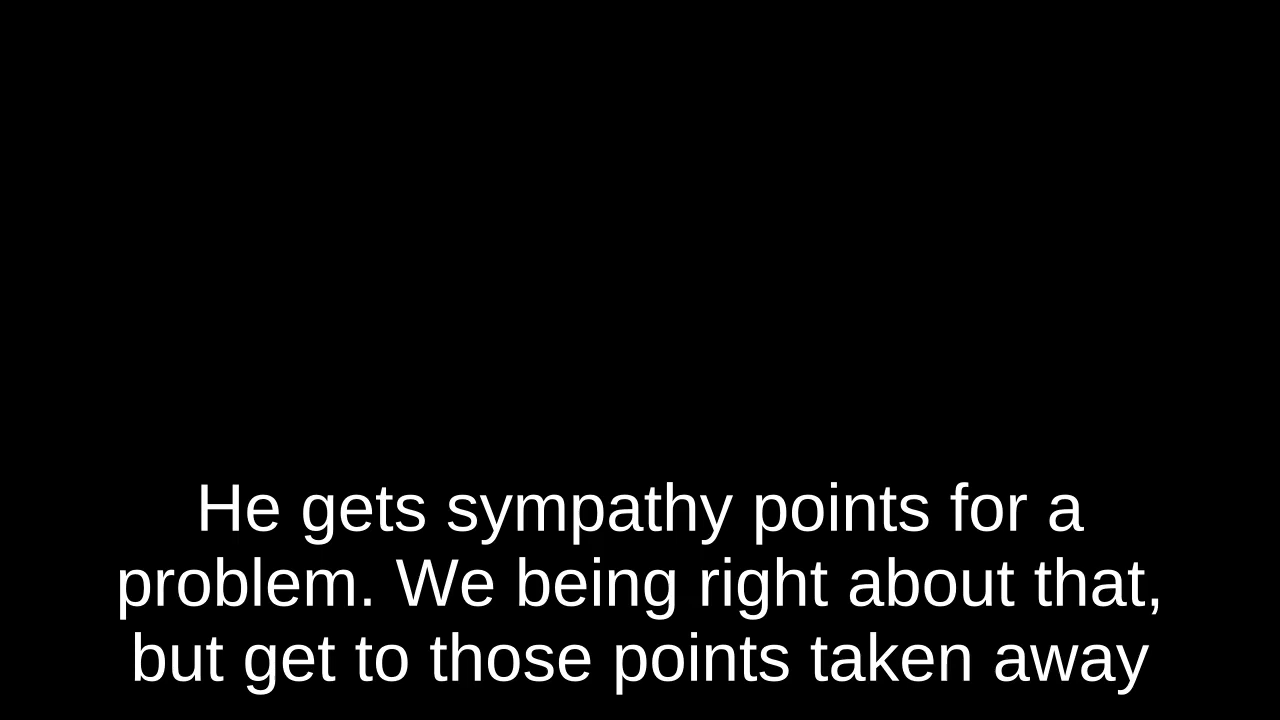 He gets sympathy points for a
problem. We being right about that,
but get to those points taken away